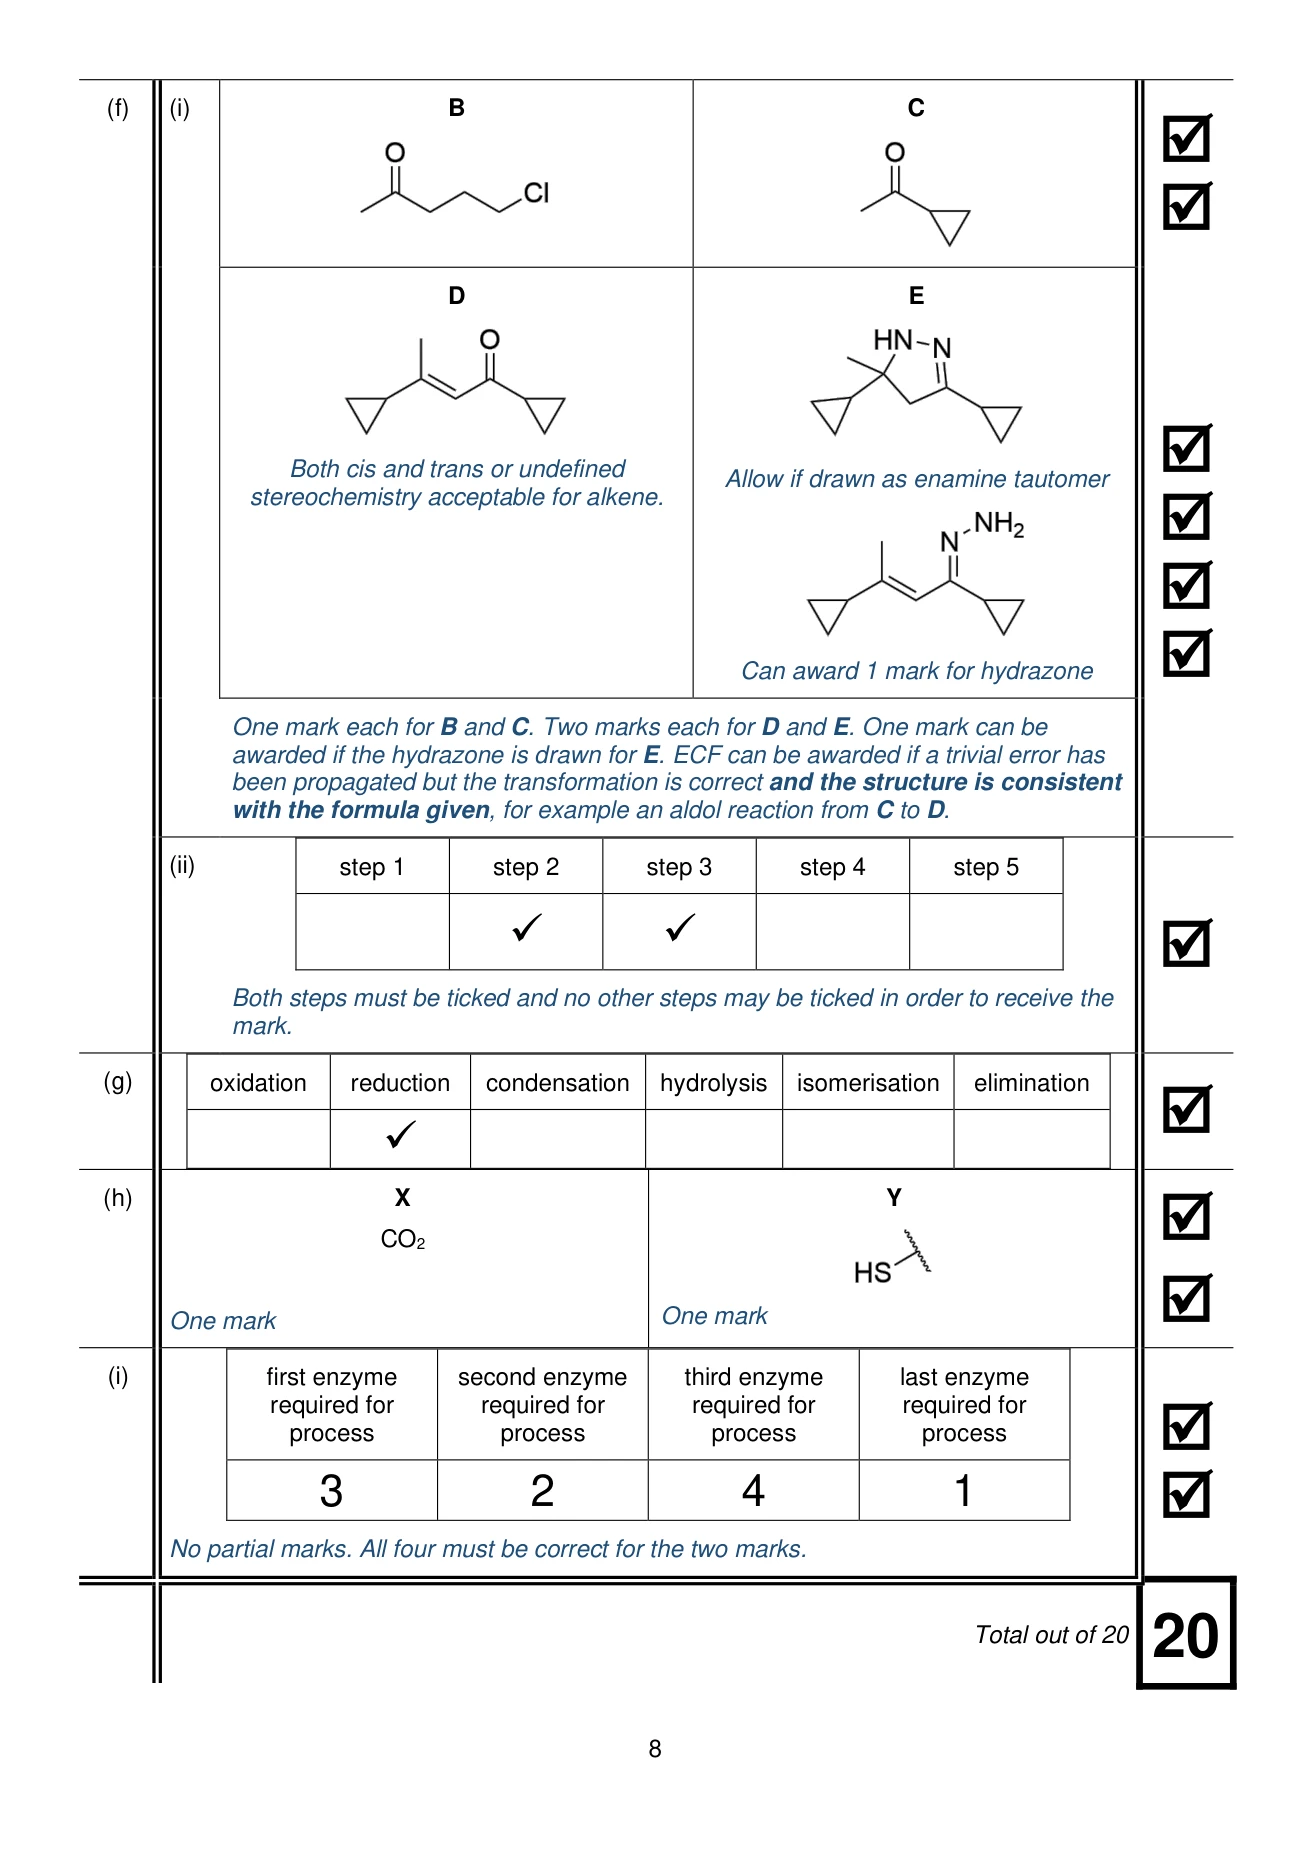 (f) (i) B C
O
Cl
O
D E
O
HN N
Both cis and trans or undefined
stereochemistry acceptable for alkene.
Allow if drawn as enamine tautomer
NH2
N
Can award 1 mark for hydrazone
One mark each for B and C. Two marks each for D and E. One mark can be
awarded if the hydrazone is drawn for E. ECF can be awarded if a trivial error has
been propagated but the transformation is correct and the structure is consistent
with the formula given, for example an aldol reaction from C to D.
(ii) step 1 step 2 step 3 step 4 step 5
✓ ✓
Both steps must be ticked and no other steps may be ticked in order to receive the
mark.
(g) oxidation reduction condensation hydrolysis isomerisation elimination
✓
(h) X Y
CO2
HS
One mark One mark
(i) first enzyme second enzyme third enzyme last enzyme
required for required for required for required for
process process process process
3 2 4 1
No partial marks. All four must be correct for the two marks.
Total out of 20 20
8